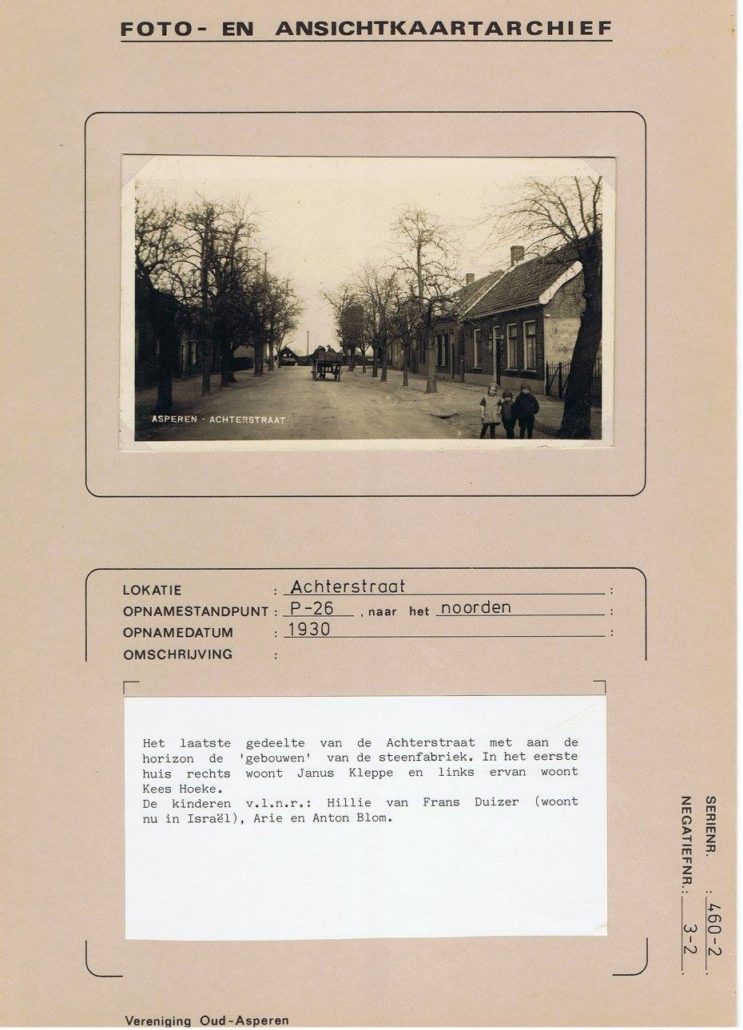 FOTO- EN ANSICHTKAARTARCHIEF
ASPEREN - ACHTERSTRAAT
LOKATIE : Achterstraat :
OPNAMESTANDPUNT : P-26 , naar het noorden :
OPNAMEDATUM : 1930 :
OMSCHRIJVING :
Het laatste gedeelte van de Achterstraat met aan de
horizon de 'gebouwen' van de steenfabriek. In het eerste
huis rechts woont Janus Kleppe en links ervan woont
Kees Hoeke.
De kinderen v.l.n.r.: Hillie van Frans Duizer (woont
nu in Israël), Arie en Anton Blom.
SERIENR. : 460-2
NEGATIEFNR.: 3-2
Vereniging Oud-Asperen